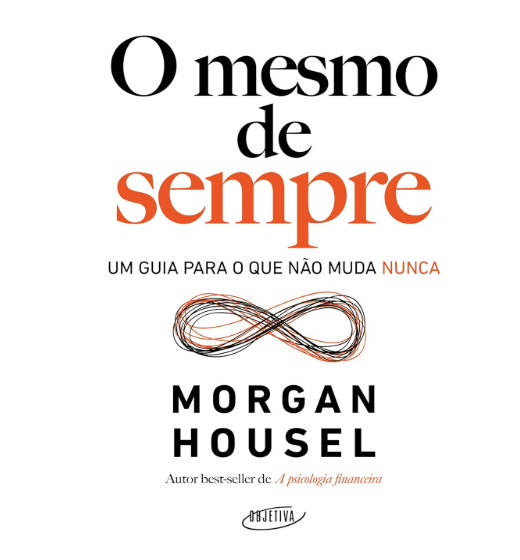 O mesmo
de
sempre
UM GUIA PARA O QUE NÃO MUDA NUNCA
MORGAN
HOUSEL
Autor best-seller de A psicologia financeira
OBJETIVA